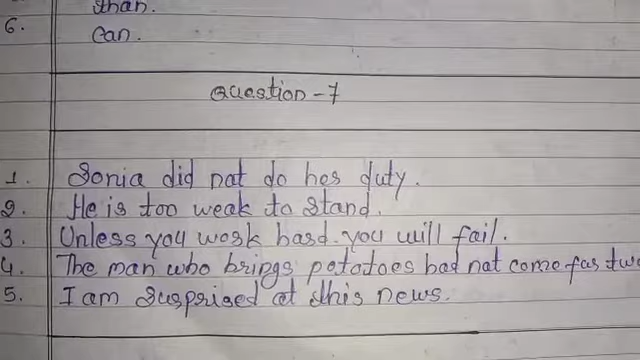 than.
6. can.
Question - 7
1. Sonia did not do her duty.
2. He is too weak to stand.
3. Unless you work hard. you will fail.
4. The man who brings potatoes had not come for
5. I am surprised at this news.